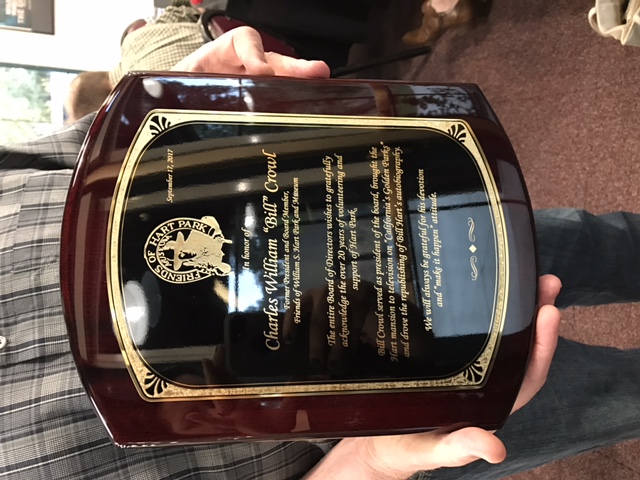 FRIENDS OF HART PARK
MUSEUM
September 17, 2017
In honor of
Charles William "Bill" Crowl
Former President and Board Member,
Friends of William S. Hart Park and Museum
The entire Board of Directors wishes to gratefully
acknowledge the over 20 years of volunteering and
support of Hart Park.
Bill Crowl served as president of the board, brought the
Hart mansion to television on "California's Golden Parks"
and drove the republishing of Bill Hart's autobiography.
We will always be grateful for his devotion
and "make it happen" attitude.